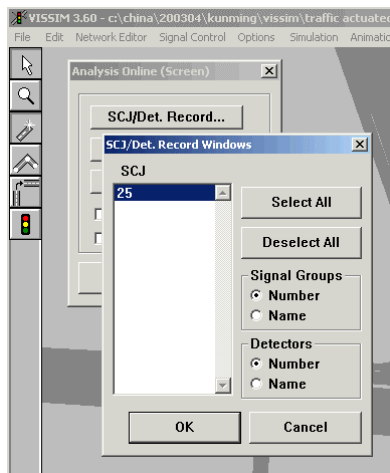 VISSIM 3.60 - c:\china\200304\kunming\vissim\traffic actuated
File Edit Network Editor Signal Control Options Simulation Animatio
Analysis Online (Screen)
SCJ/Det. Record...
SCJ/Det. Record Windows
SCJ
25
Select All
Deselect All
Signal Groups
Number
Name
Detectors
Number
Name
OK
Cancel